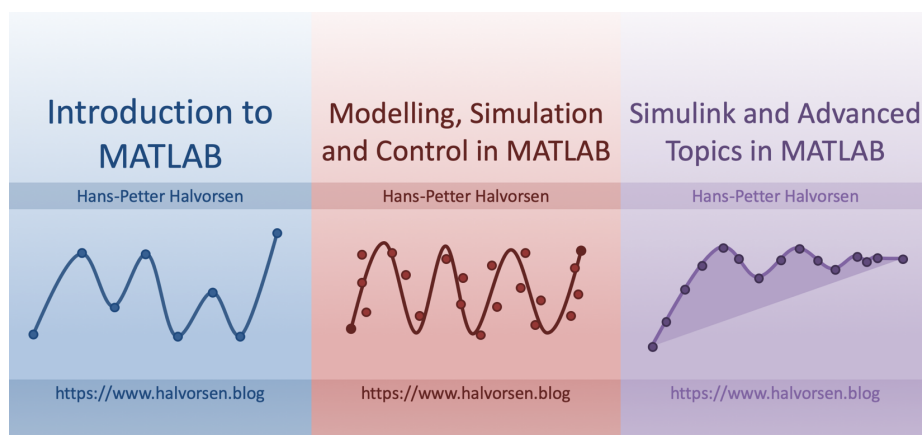 Introduction to
MATLAB
Hans-Petter Halvorsen
https://www.halvorsen.blog
Modelling, Simulation
and Control in MATLAB
Hans-Petter Halvorsen
https://www.halvorsen.blog
Simulink and Advanced
Topics in MATLAB
Hans-Petter Halvorsen
https://www.halvorsen.blog